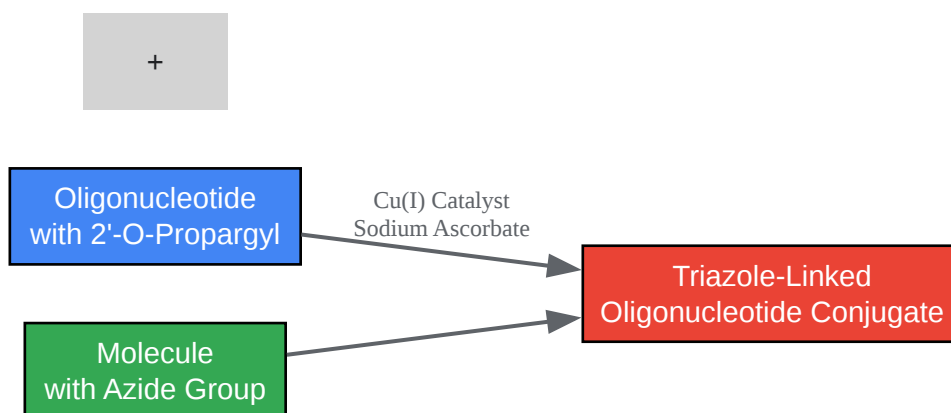 +
Oligonucleotide
with 2'-O-Propargyl
Cu(I) Catalyst
Sodium Ascorbate
Triazole-Linked
Oligonucleotide Conjugate
Molecule
with Azide Group